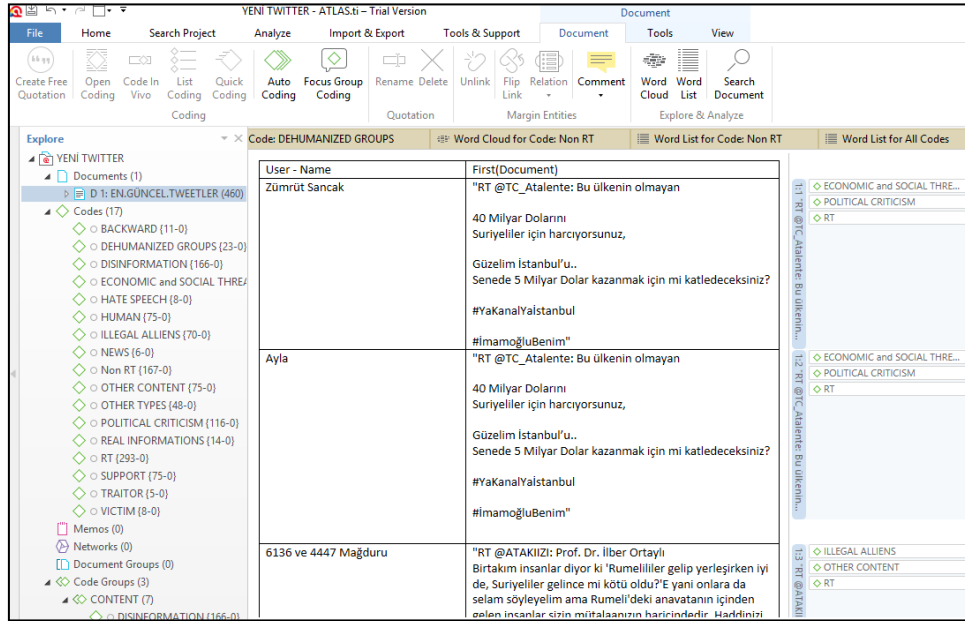 YENİ TWITTER - ATLAS.ti - Trial Version
Document
File
Home
Search Project
Analyze
Import & Export
Tools & Support
Document
Tools
View
Create Free Quotation
Open Coding
Code In Vivo
List Coding
Quick Coding
Auto Coding
Focus Group Coding
Rename
Delete
Unlink
Flip Link
Relation
Comment
Word Cloud
Word List
Search Document
Coding
Quotation
Margin Entities
Explore & Analyze
Explore
Code: DEHUMANIZED GROUPS
Word Cloud for Code: Non RT
Word List for Code: Non RT
Word List for All Codes
YENİ TWITTER
Documents (1)
D 1: EN.GÜNCEL.TWEETLER (460)
Codes (17)
BACKWARD {11-0}
DEHUMANIZED GROUPS {23-0}
DISINFORMATION {166-0}
ECONOMIC and SOCIAL THREA
HATE SPEECH {8-0}
HUMAN {75-0}
ILLEGAL ALLIENS {70-0}
NEWS {6-0}
Non RT {167-0}
OTHER CONTENT {75-0}
OTHER TYPES {48-0}
POLITICAL CRITICISM {116-0}
REAL INFORMATIONS {14-0}
RT {293-0}
SUPPORT {75-0}
TRAITOR {5-0}
VICTIM {8-0}
Memos (0)
Networks (0)
Document Groups (0)
Code Groups (3)
CONTENT (7)
DISINFORMATION {166-0}
User - Name
First(Document)
Zümrüt Sancak
"RT @TC_Atalente: Bu ülkenin olmayan
40 Milyar Dolarını
Suriyeliler için harcıyorsunuz,
Güzelim İstanbul'u..
Senede 5 Milyar Dolar kazanmak için mi katledeceksiniz?
#YaKanalYaİstanbul
#İmamoğluBenim"
Ayla
"RT @TC_Atalente: Bu ülkenin olmayan
40 Milyar Dolarını
Suriyeliler için harcıyorsunuz,
Güzelim İstanbul'u..
Senede 5 Milyar Dolar kazanmak için mi katledeceksiniz?
#YaKanalYaİstanbul
#İmamoğluBenim"
6136 ve 4447 Mağduru
"RT @ATAKIIZI: Prof. Dr. İlber Ortaylı
Birtakım insanlar diyor ki 'Rumelililer gelip yerleşirken iyi
de, Suriyeliler gelince mi kötü oldu?'E yani onlara da
selam söyleyelim ama Rumeli'deki anavatanın içinden
gelen insanlar sizin mütalaanızın haricindedir. Haddinizi
1:1 "RT @TC_Atalente: Bu ülkenin...
ECONOMIC and SOCIAL THRE...
POLITICAL CRITICISM
RT
1:2 "RT @TC_Atalente: Bu ülkenin...
ECONOMIC and SOCIAL THRE...
POLITICAL CRITICISM
RT
1:3 "RT @ATAKII
ILLEGAL ALLIENS
OTHER CONTENT
RT